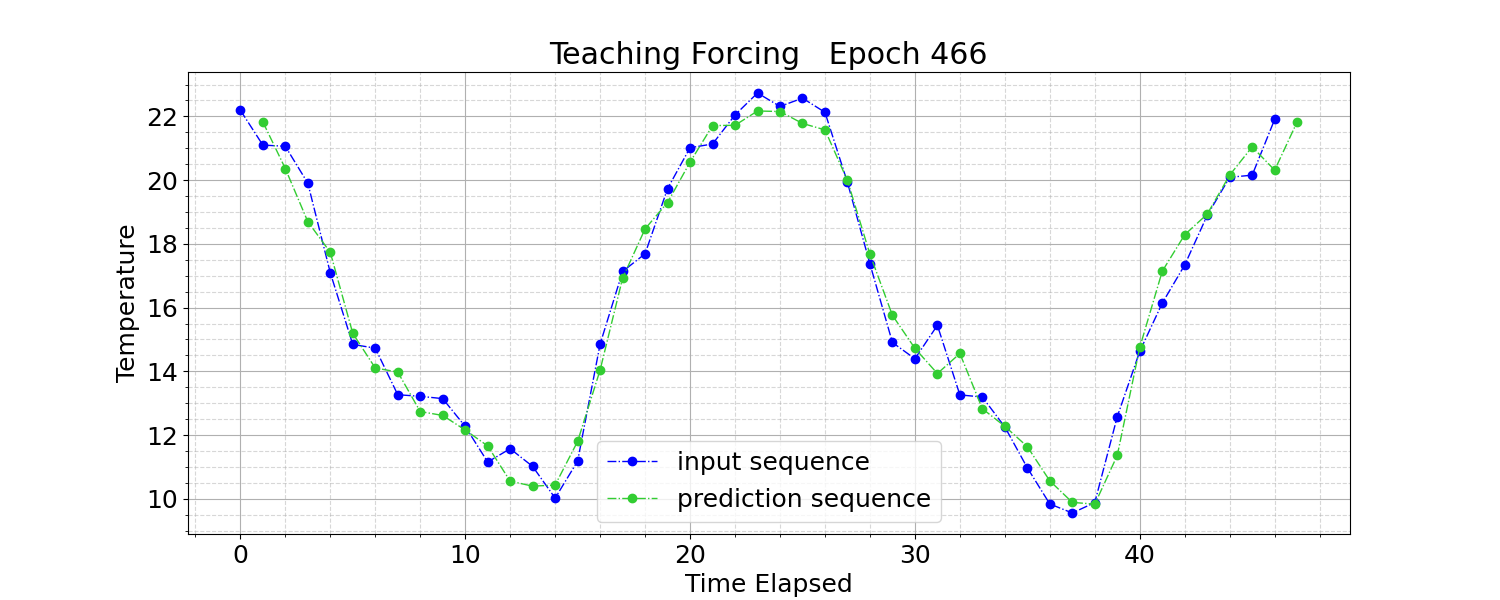 Teaching Forcing   Epoch 466
22
20
18
16
14
12
10
Temperature
input sequence
prediction sequence
0 10 20 30 40
Time Elapsed